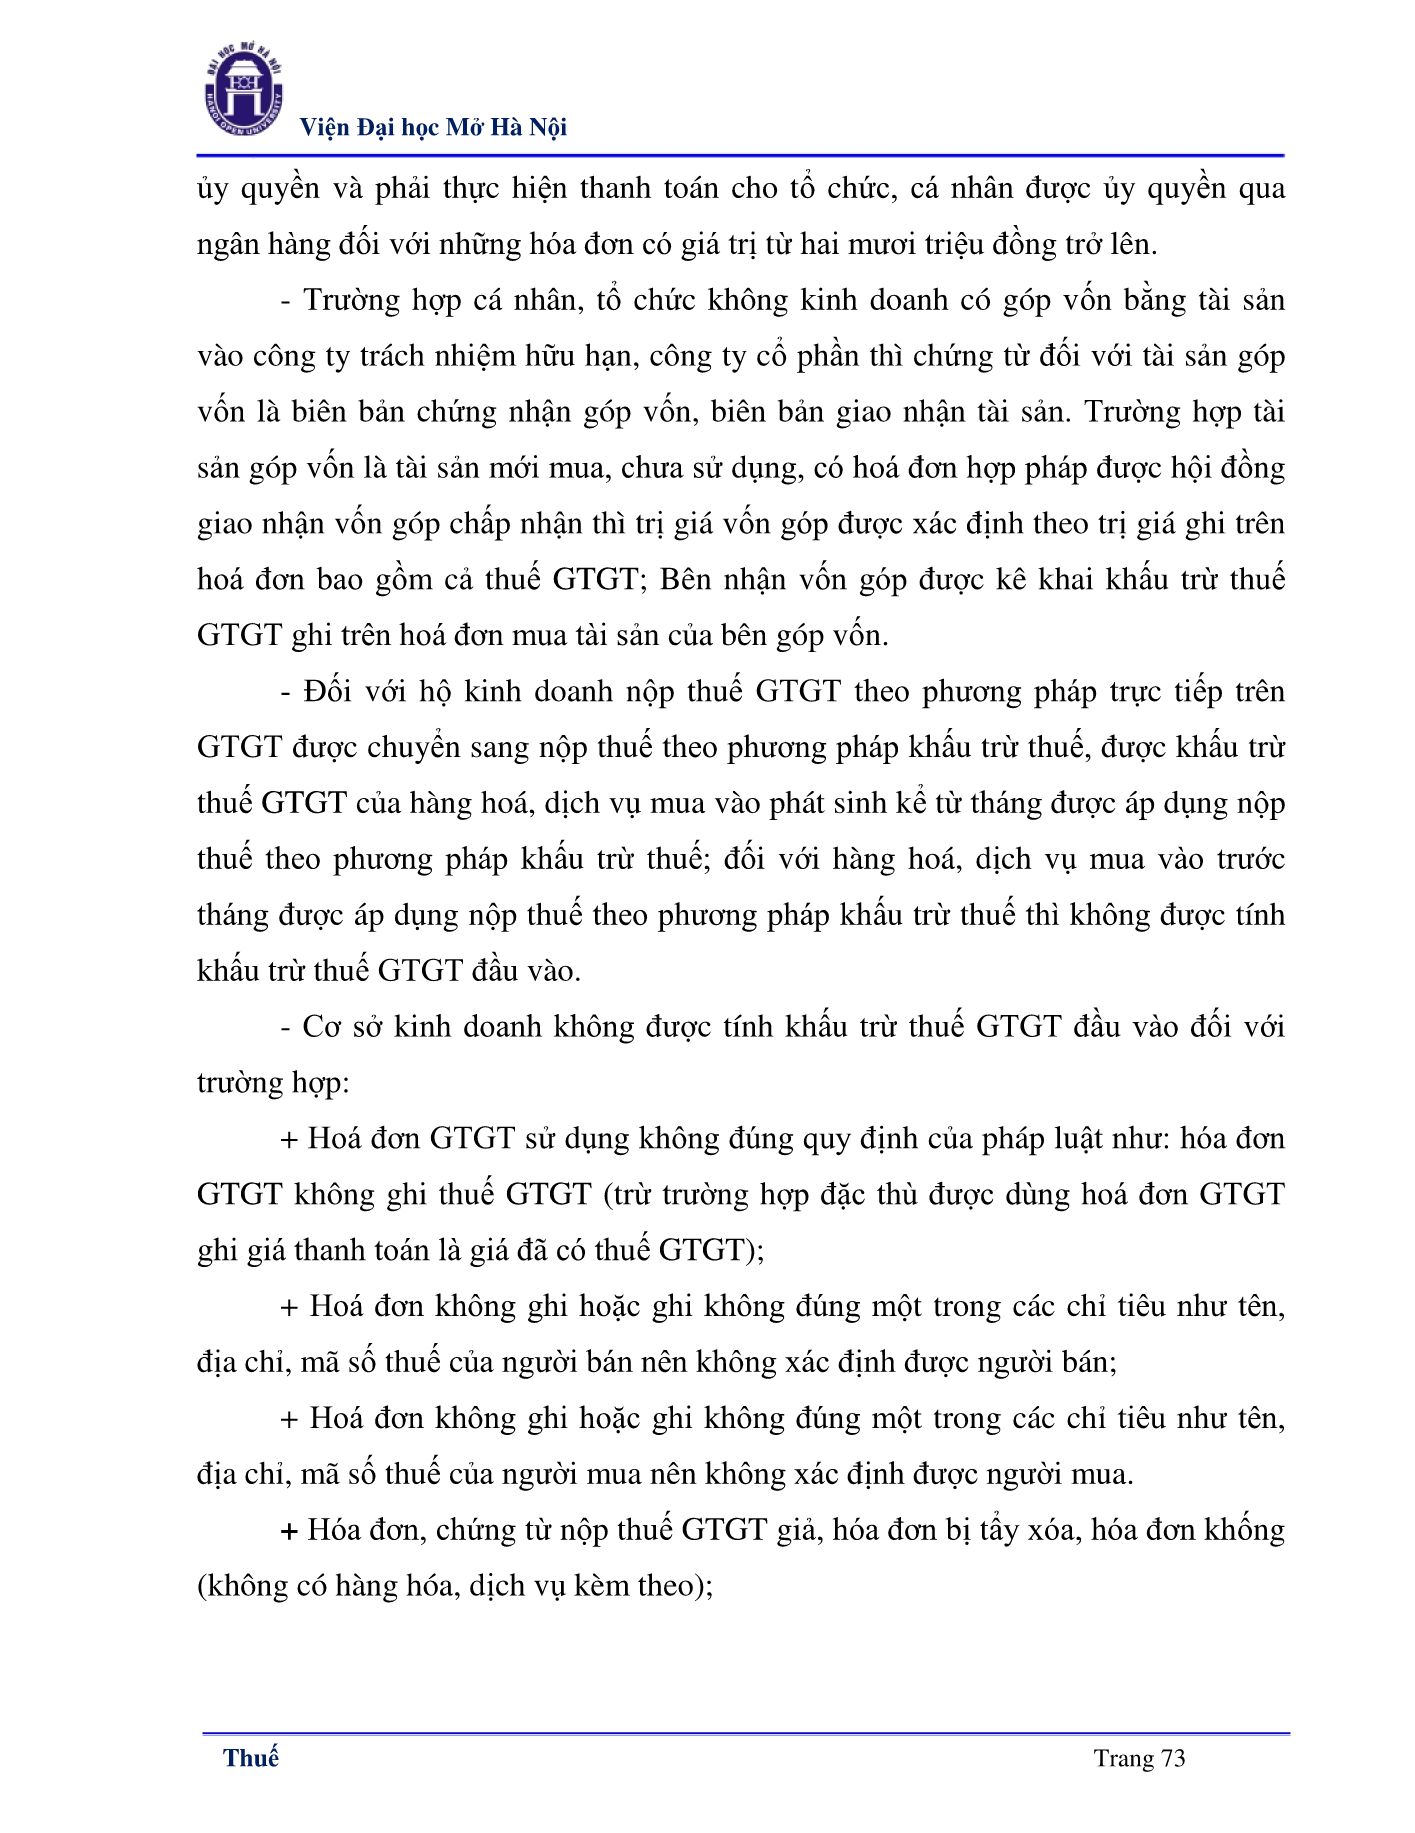 ĐẠI HỌC MỞ HÀ NỘI
HANOI OPEN UNIVERSITY
Viện Đại học Mở Hà Nội
ủy quyền và phải thực hiện thanh toán cho tổ chức, cá nhân được ủy quyền qua
ngân hàng đối với những hóa đơn có giá trị từ hai mươi triệu đồng trở lên.
- Trường hợp cá nhân, tổ chức không kinh doanh có góp vốn bằng tài sản
vào công ty trách nhiệm hữu hạn, công ty cổ phần thì chứng từ đối với tài sản góp
vốn là biên bản chứng nhận góp vốn, biên bản giao nhận tài sản. Trường hợp tài
sản góp vốn là tài sản mới mua, chưa sử dụng, có hoá đơn hợp pháp được hội đồng
giao nhận vốn góp chấp nhận thì trị giá vốn góp được xác định theo trị giá ghi trên
hoá đơn bao gồm cả thuế GTGT; Bên nhận vốn góp được kê khai khấu trừ thuế
GTGT ghi trên hoá đơn mua tài sản của bên góp vốn.
- Đối với hộ kinh doanh nộp thuế GTGT theo phương pháp trực tiếp trên
GTGT được chuyển sang nộp thuế theo phương pháp khấu trừ thuế, được khấu trừ
thuế GTGT của hàng hoá, dịch vụ mua vào phát sinh kể từ tháng được áp dụng nộp
thuế theo phương pháp khấu trừ thuế; đối với hàng hoá, dịch vụ mua vào trước
tháng được áp dụng nộp thuế theo phương pháp khấu trừ thuế thì không được tính
khấu trừ thuế GTGT đầu vào.
- Cơ sở kinh doanh không được tính khấu trừ thuế GTGT đầu vào đối với
trường hợp:
+ Hoá đơn GTGT sử dụng không đúng quy định của pháp luật như: hóa đơn
GTGT không ghi thuế GTGT (trừ trường hợp đặc thù được dùng hoá đơn GTGT
ghi giá thanh toán là giá đã có thuế GTGT);
+ Hoá đơn không ghi hoặc ghi không đúng một trong các chỉ tiêu như tên,
địa chỉ, mã số thuế của người bán nên không xác định được người bán;
+ Hoá đơn không ghi hoặc ghi không đúng một trong các chỉ tiêu như tên,
địa chỉ, mã số thuế của người mua nên không xác định được người mua.
+ Hóa đơn, chứng từ nộp thuế GTGT giả, hóa đơn bị tẩy xóa, hóa đơn khống
(không có hàng hóa, dịch vụ kèm theo);
Thuế
Trang 73